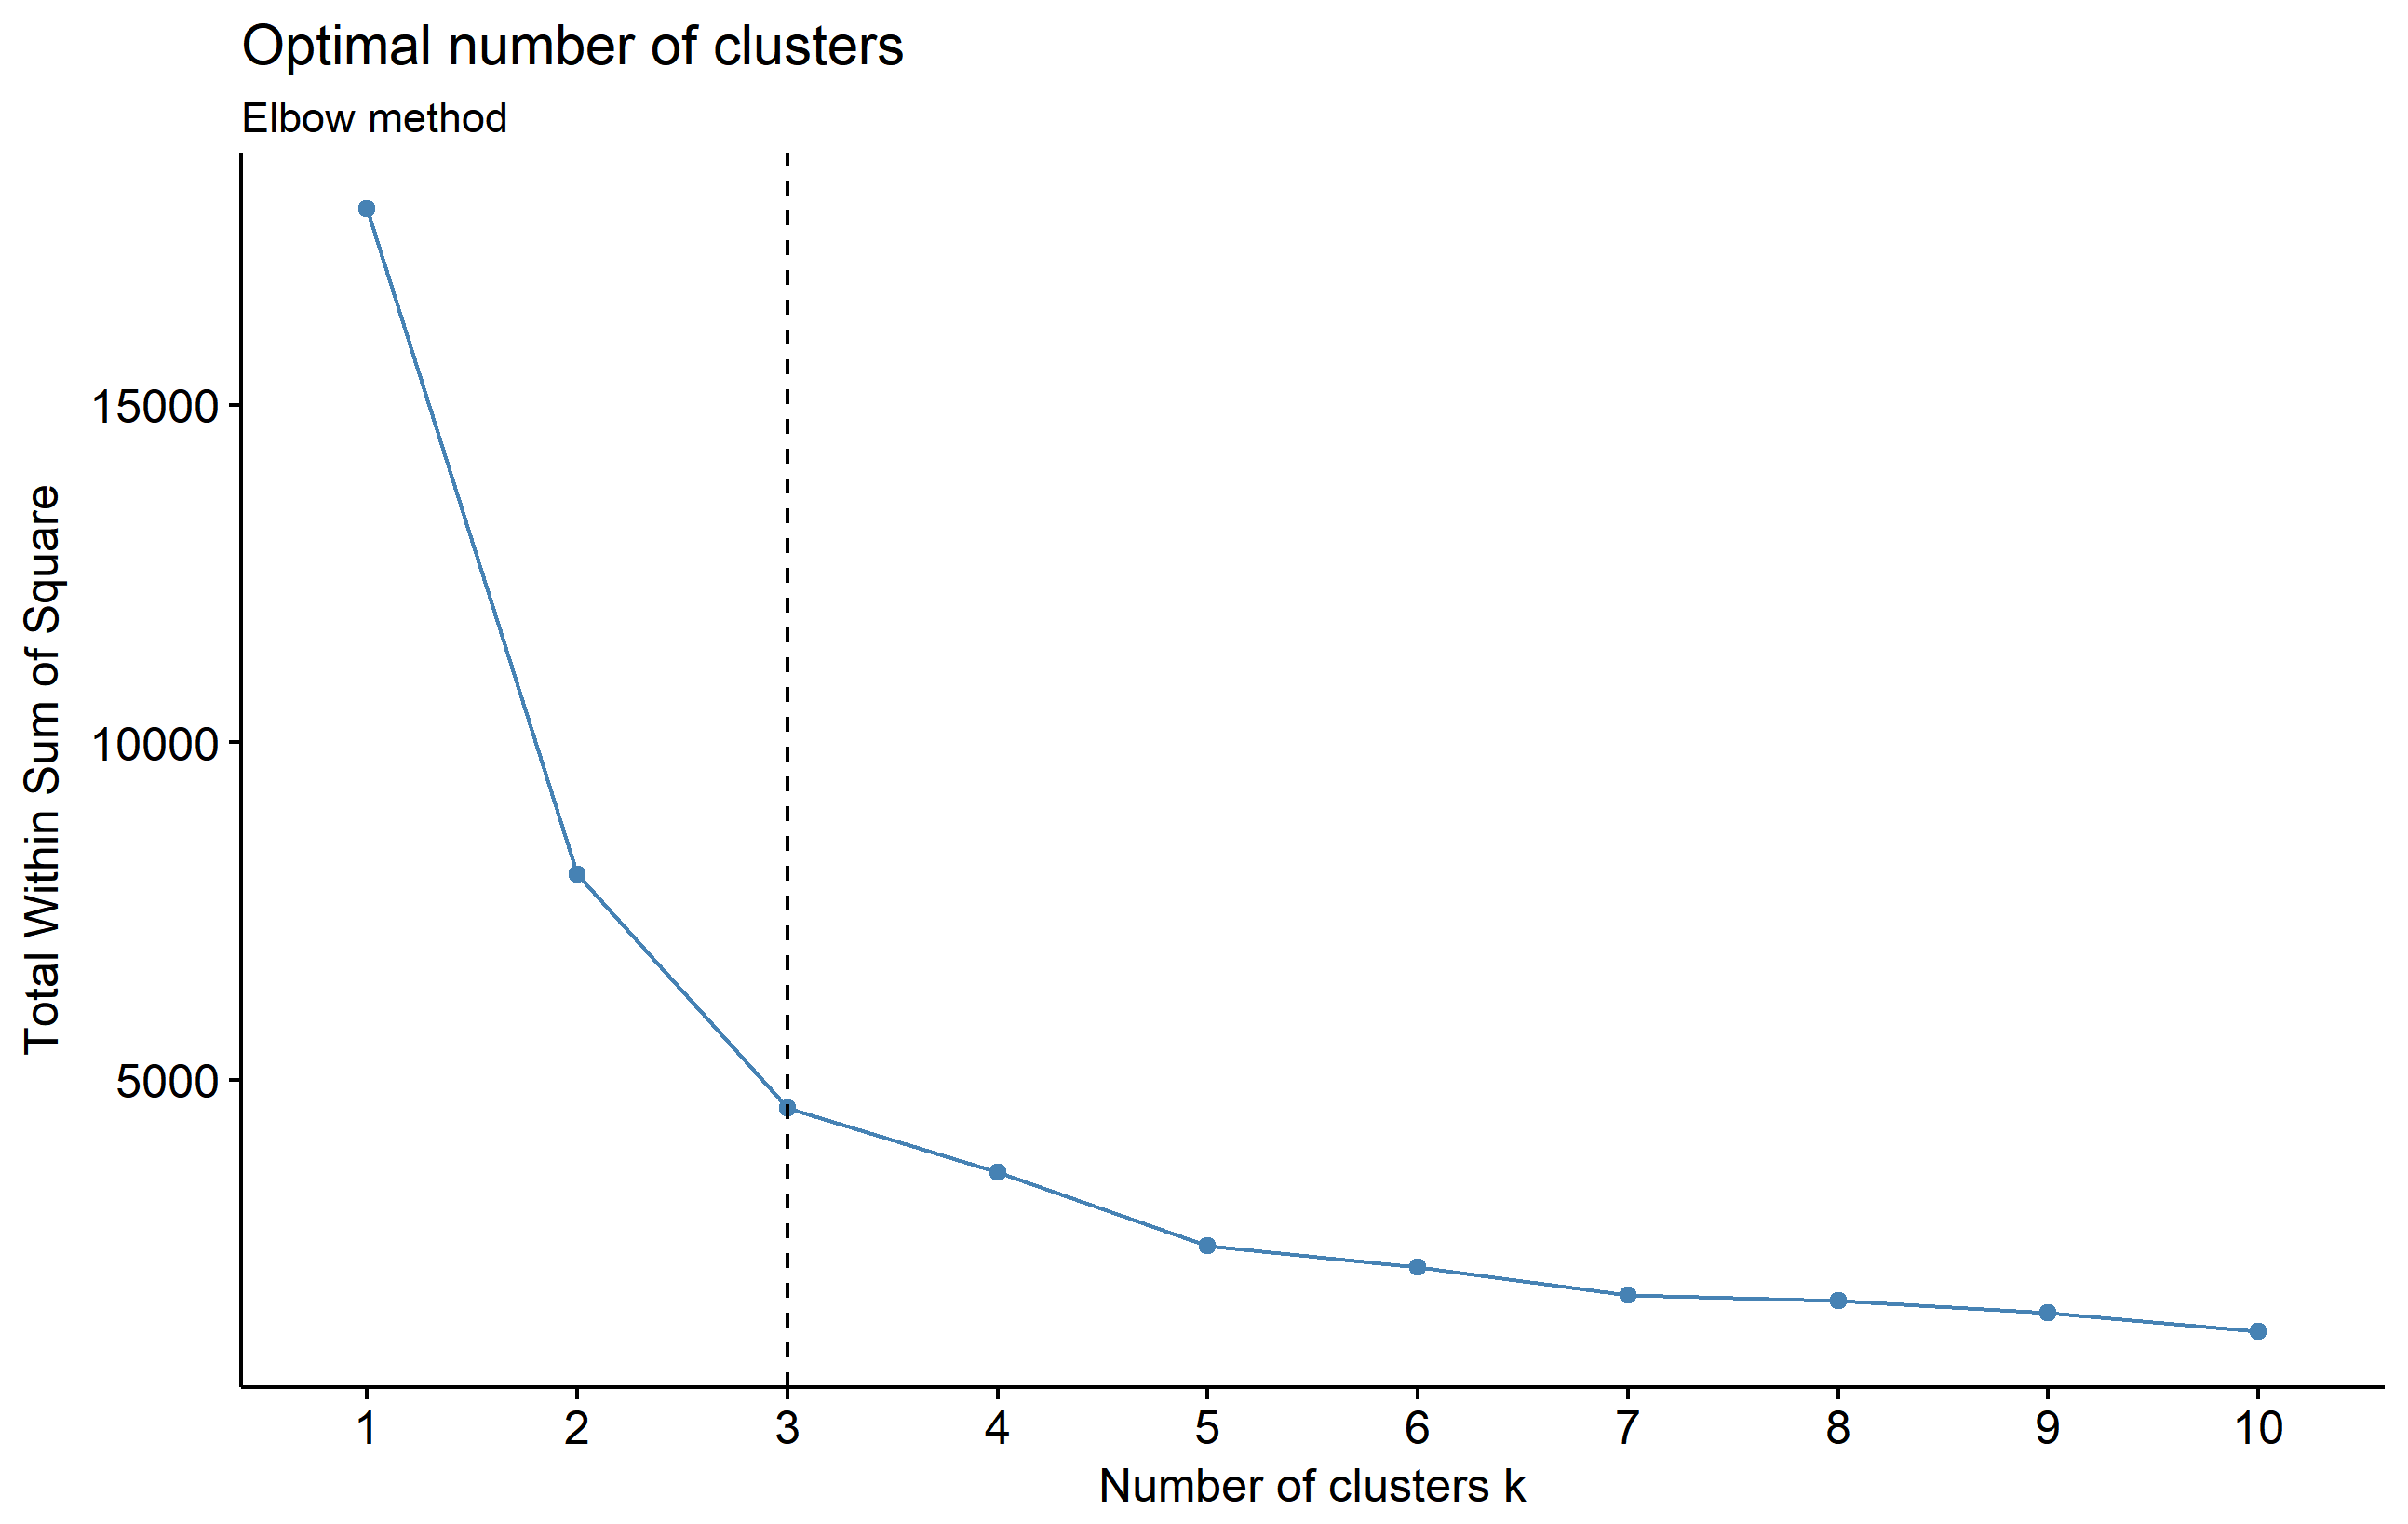 Optimal number of clusters
Elbow method
Total Within Sum of Square
15000
10000
5000
1 2 3 4 5 6 7 8 9 10
Number of clusters k